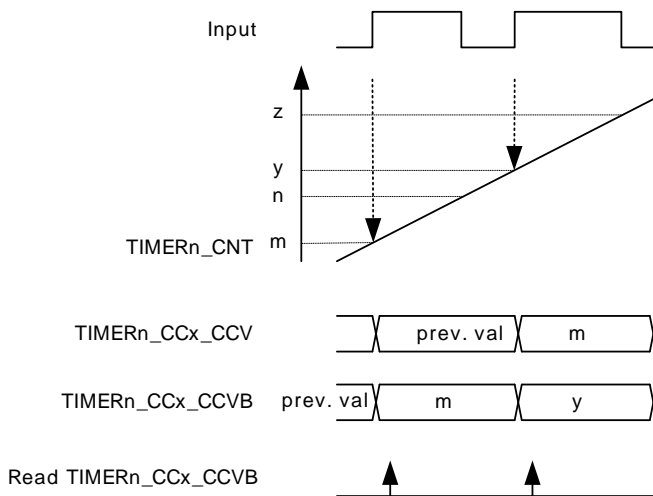 Input
z
y
n
TIMERn_CNT m
TIMERn_CCx_CCV prev. val m
TIMERn_CCx_CCVB prev. val m y
Read TIMERn_CCx_CCVB